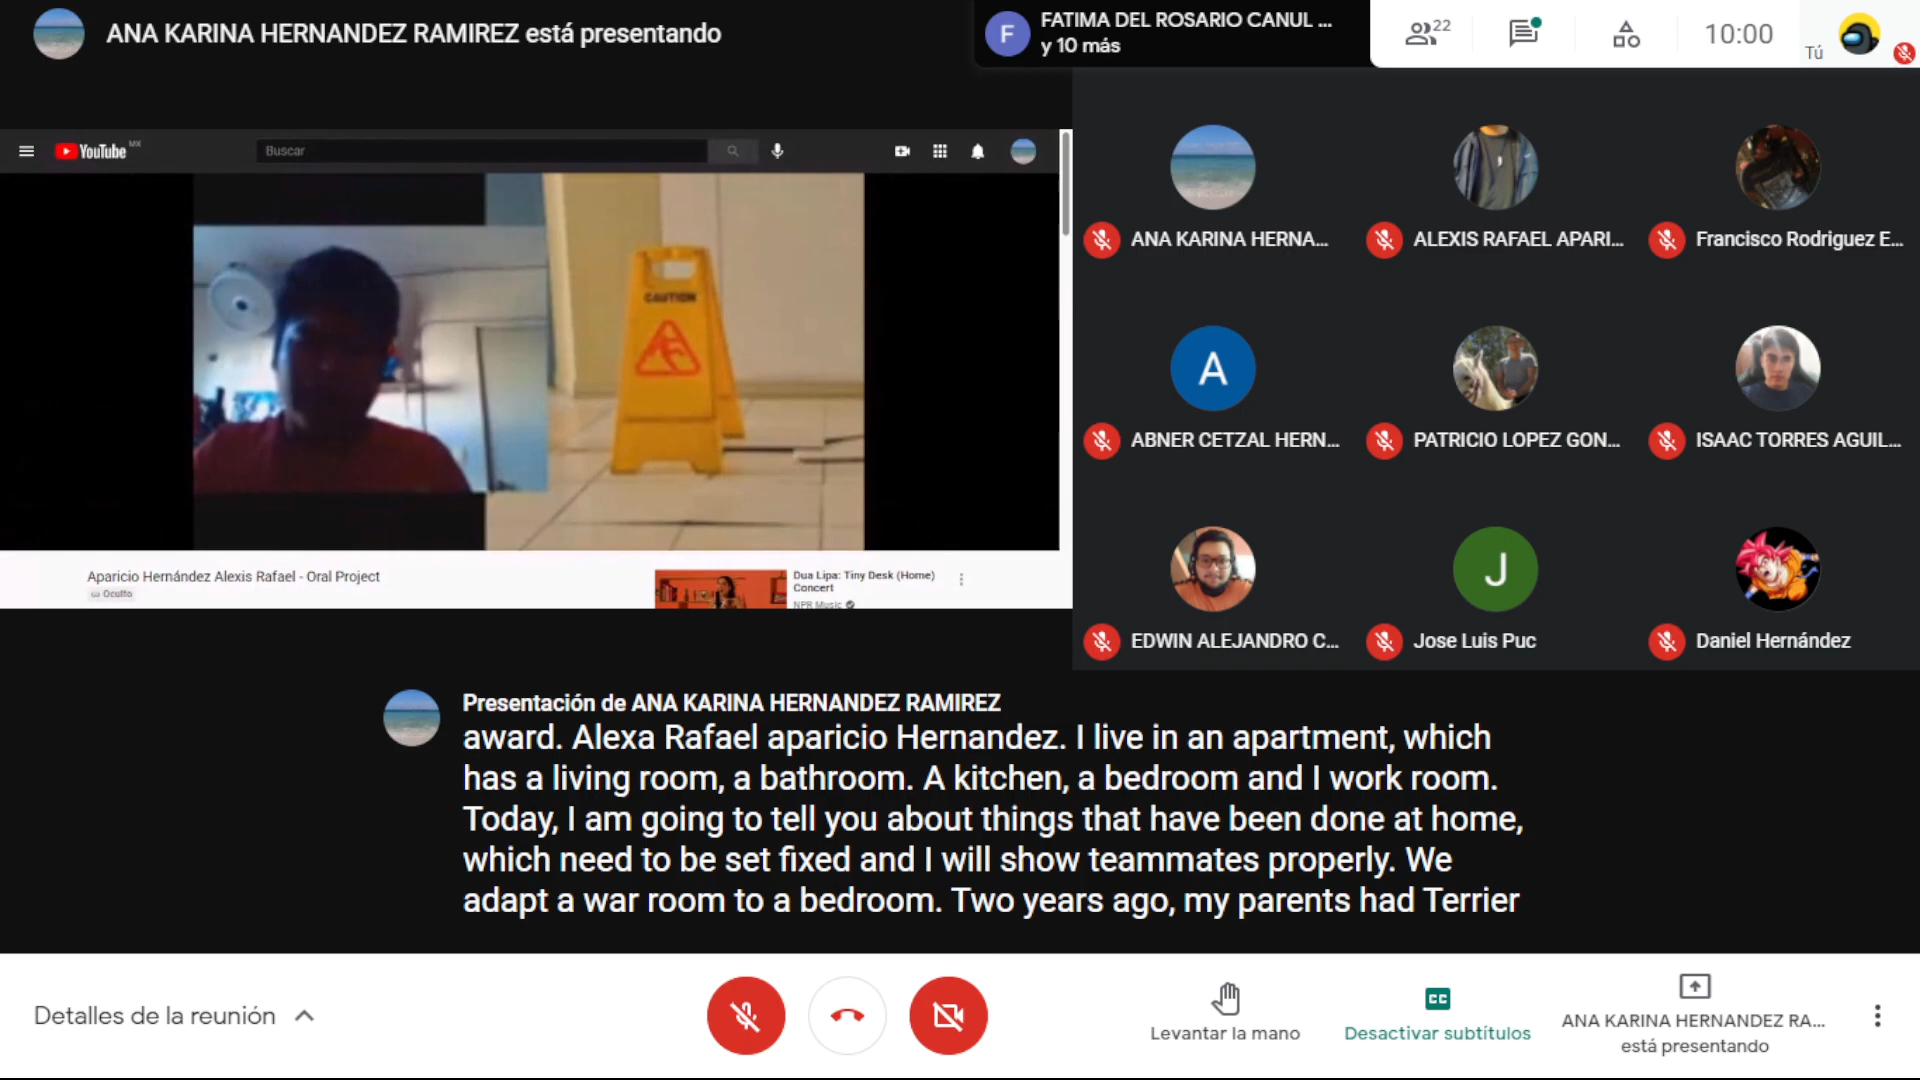 ANA KARINA HERNANDEZ RAMIREZ está presentando
F
FATIMA DEL ROSARIO CANUL ...
y 10 más
22
10:00
Tú
YouTube MX
Buscar
CAUTION
Aparicio Hernández Alexis Rafael - Oral Project
Oculto
Dua Lipa: Tiny Desk (Home)
Concert
NPR Music
ANA KARINA HERNA...
ALEXIS RAFAEL APARI...
Francisco Rodriguez E...
A
ABNER CETZAL HERN...
PATRICIO LOPEZ GON...
ISAAC TORRES AGUIL...
EDWIN ALEJANDRO C...
J
Jose Luis Puc
Daniel Hernández
Presentación de ANA KARINA HERNANDEZ RAMIREZ
award. Alexa Rafael aparicio Hernandez. I live in an apartment, which
has a living room, a bathroom. A kitchen, a bedroom and I work room.
Today, I am going to tell you about things that have been done at home,
which need to be set fixed and I will show teammates properly. We
adapt a war room to a bedroom. Two years ago, my parents had Terrier
Detalles de la reunión
Levantar la mano
CC
Desactivar subtítulos
ANA KARINA HERNANDEZ RA...
está presentando